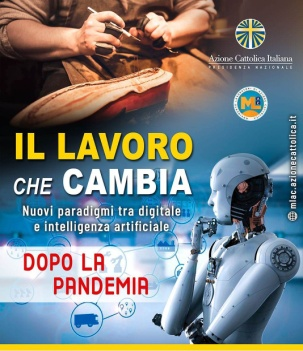 Azione Cattolica Italiana
PRESIDENZA NAZIONALE
IL LAVORO
CHE CAMBIA
Nuovi paradigmi tra digitale
e intelligenza artificiale
DOPO LA
PANDEMIA
mlac.azionecattolica.it